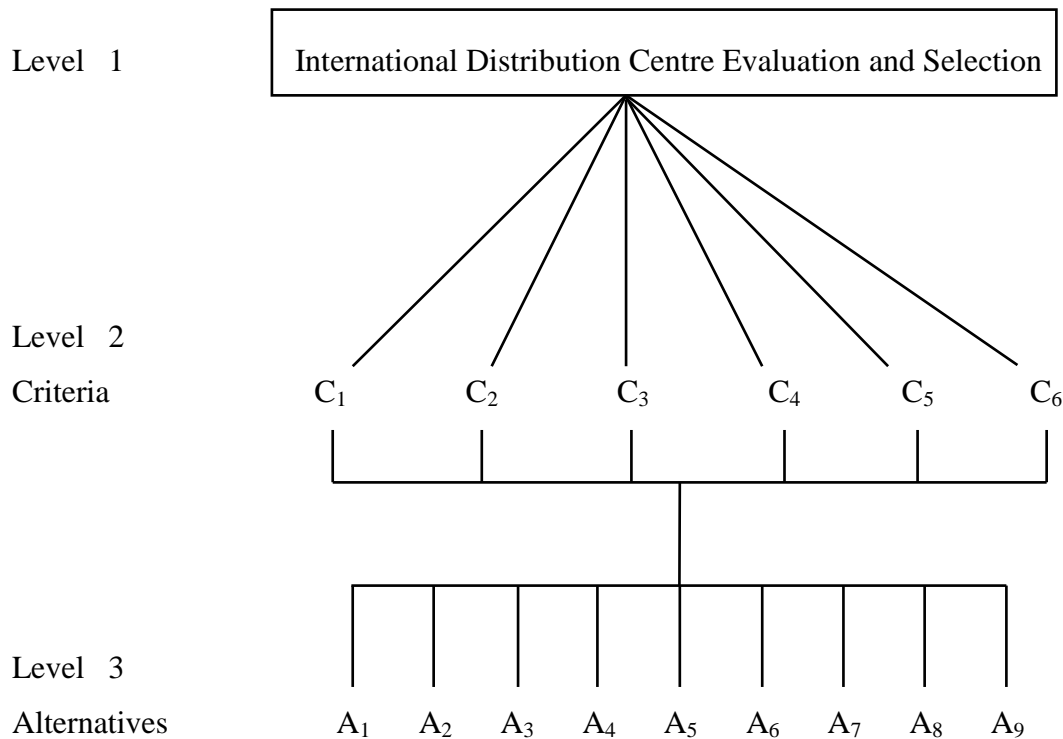 Level 1 International Distribution Centre Evaluation and Selection
Level 2
Criteria C₁ C₂ C₃ C₄ C₅ C₆
Level 3
Alternatives A₁ A₂ A₃ A₄ A₅ A₆ A₇ A₈ A₉